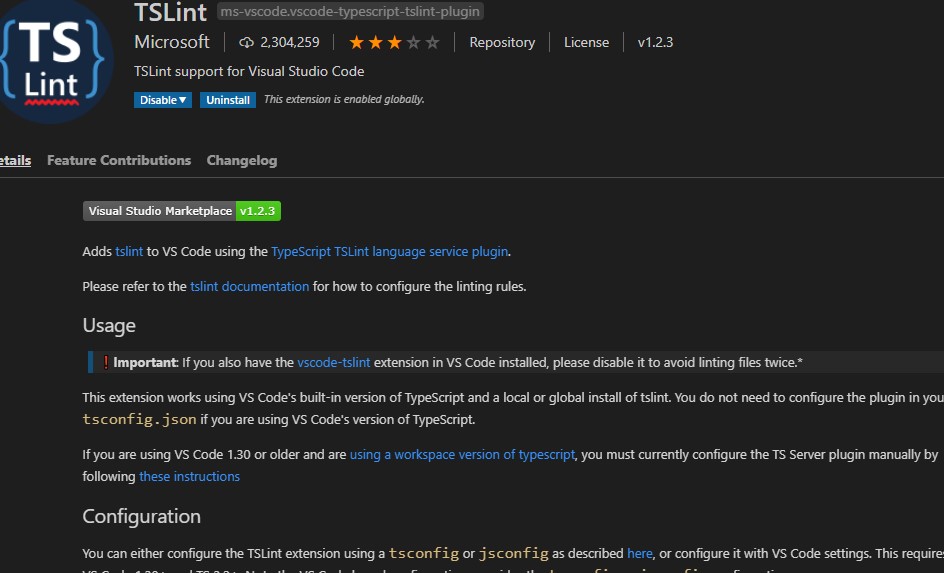 TS
Lint
TSLint ms-vscode.vscode-typescript-tslint-plugin
Microsoft 2,304,259 Repository License v1.2.3
TSLint support for Visual Studio Code
Disable Uninstall This extension is enabled globally.
etails Feature Contributions Changelog
Visual Studio Marketplace v1.2.3
Adds tslint to VS Code using the TypeScript TSLint language service plugin.
Please refer to the tslint documentation for how to configure the linting rules.
Usage
❗ Important: If you also have the vscode-tslint extension in VS Code installed, please disable it to avoid linting files twice.*
This extension works using VS Code's built-in version of TypeScript and a local or global install of tslint. You do not need to configure the plugin in you
tsconfig.json if you are using VS Code's version of TypeScript.
If you are using VS Code 1.30 or older and are using a workspace version of typescript, you must currently configure the TS Server plugin manually by
following these instructions
Configuration
You can either configure the TSLint extension using a tsconfig or jsconfig as described here, or configure it with VS Code settings. This requires